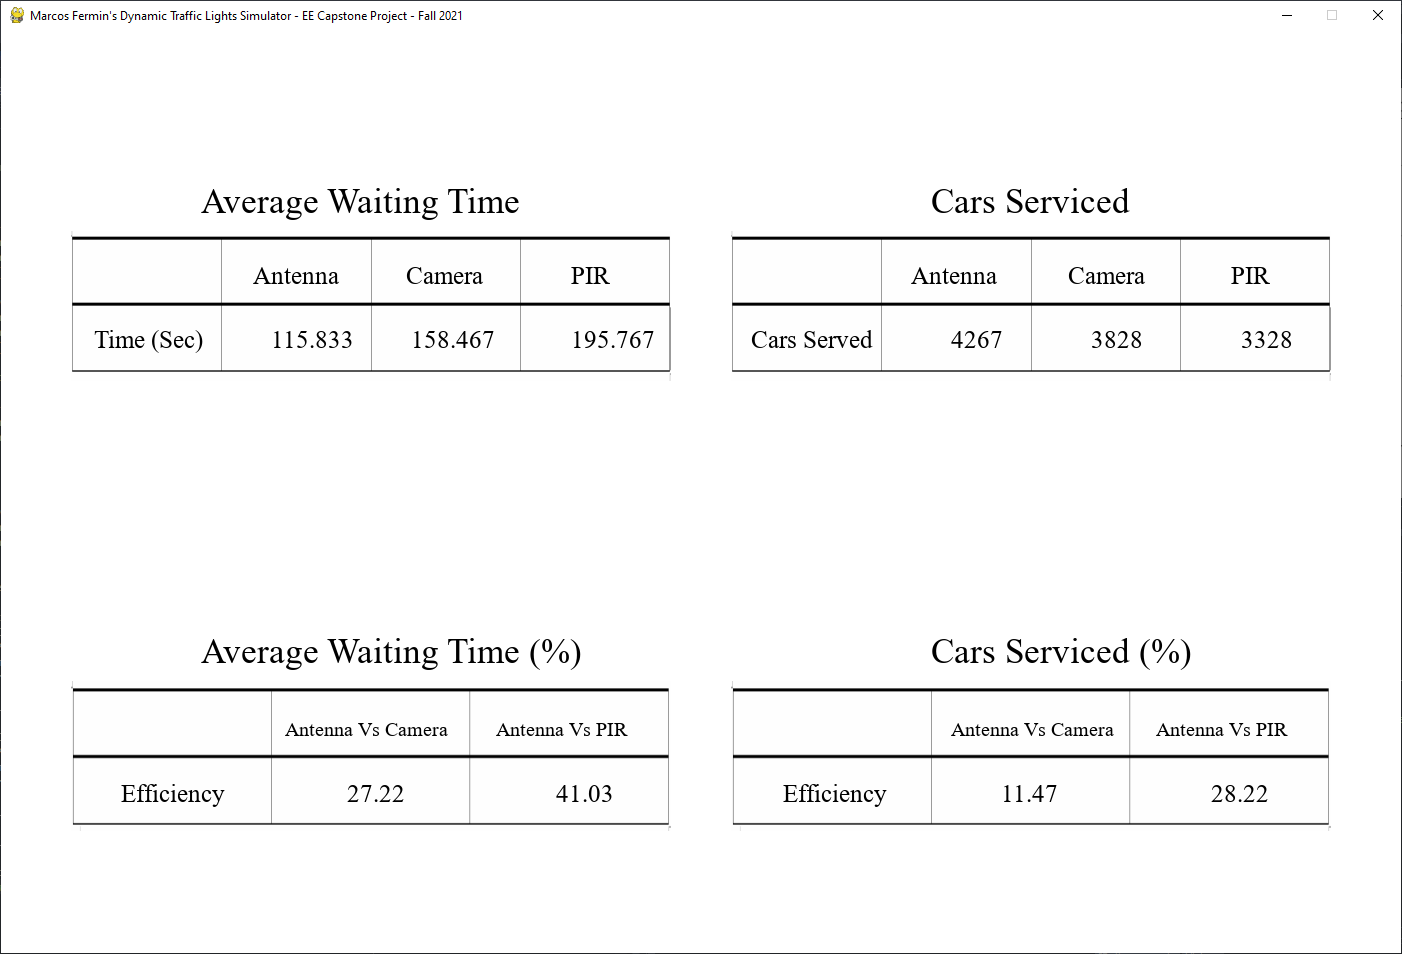 Marcos Fermin's Dynamic Traffic Lights Simulator - EE Capstone Project - Fall 2021
Average Waiting Time
Antenna Camera PIR
Time (Sec) 115.833 158.467 195.767
Cars Serviced
Antenna Camera PIR
Cars Served 4267 3828 3328
Average Waiting Time (%)
Antenna Vs Camera Antenna Vs PIR
Efficiency 27.22 41.03
Cars Serviced (%)
Antenna Vs Camera Antenna Vs PIR
Efficiency 11.47 28.22